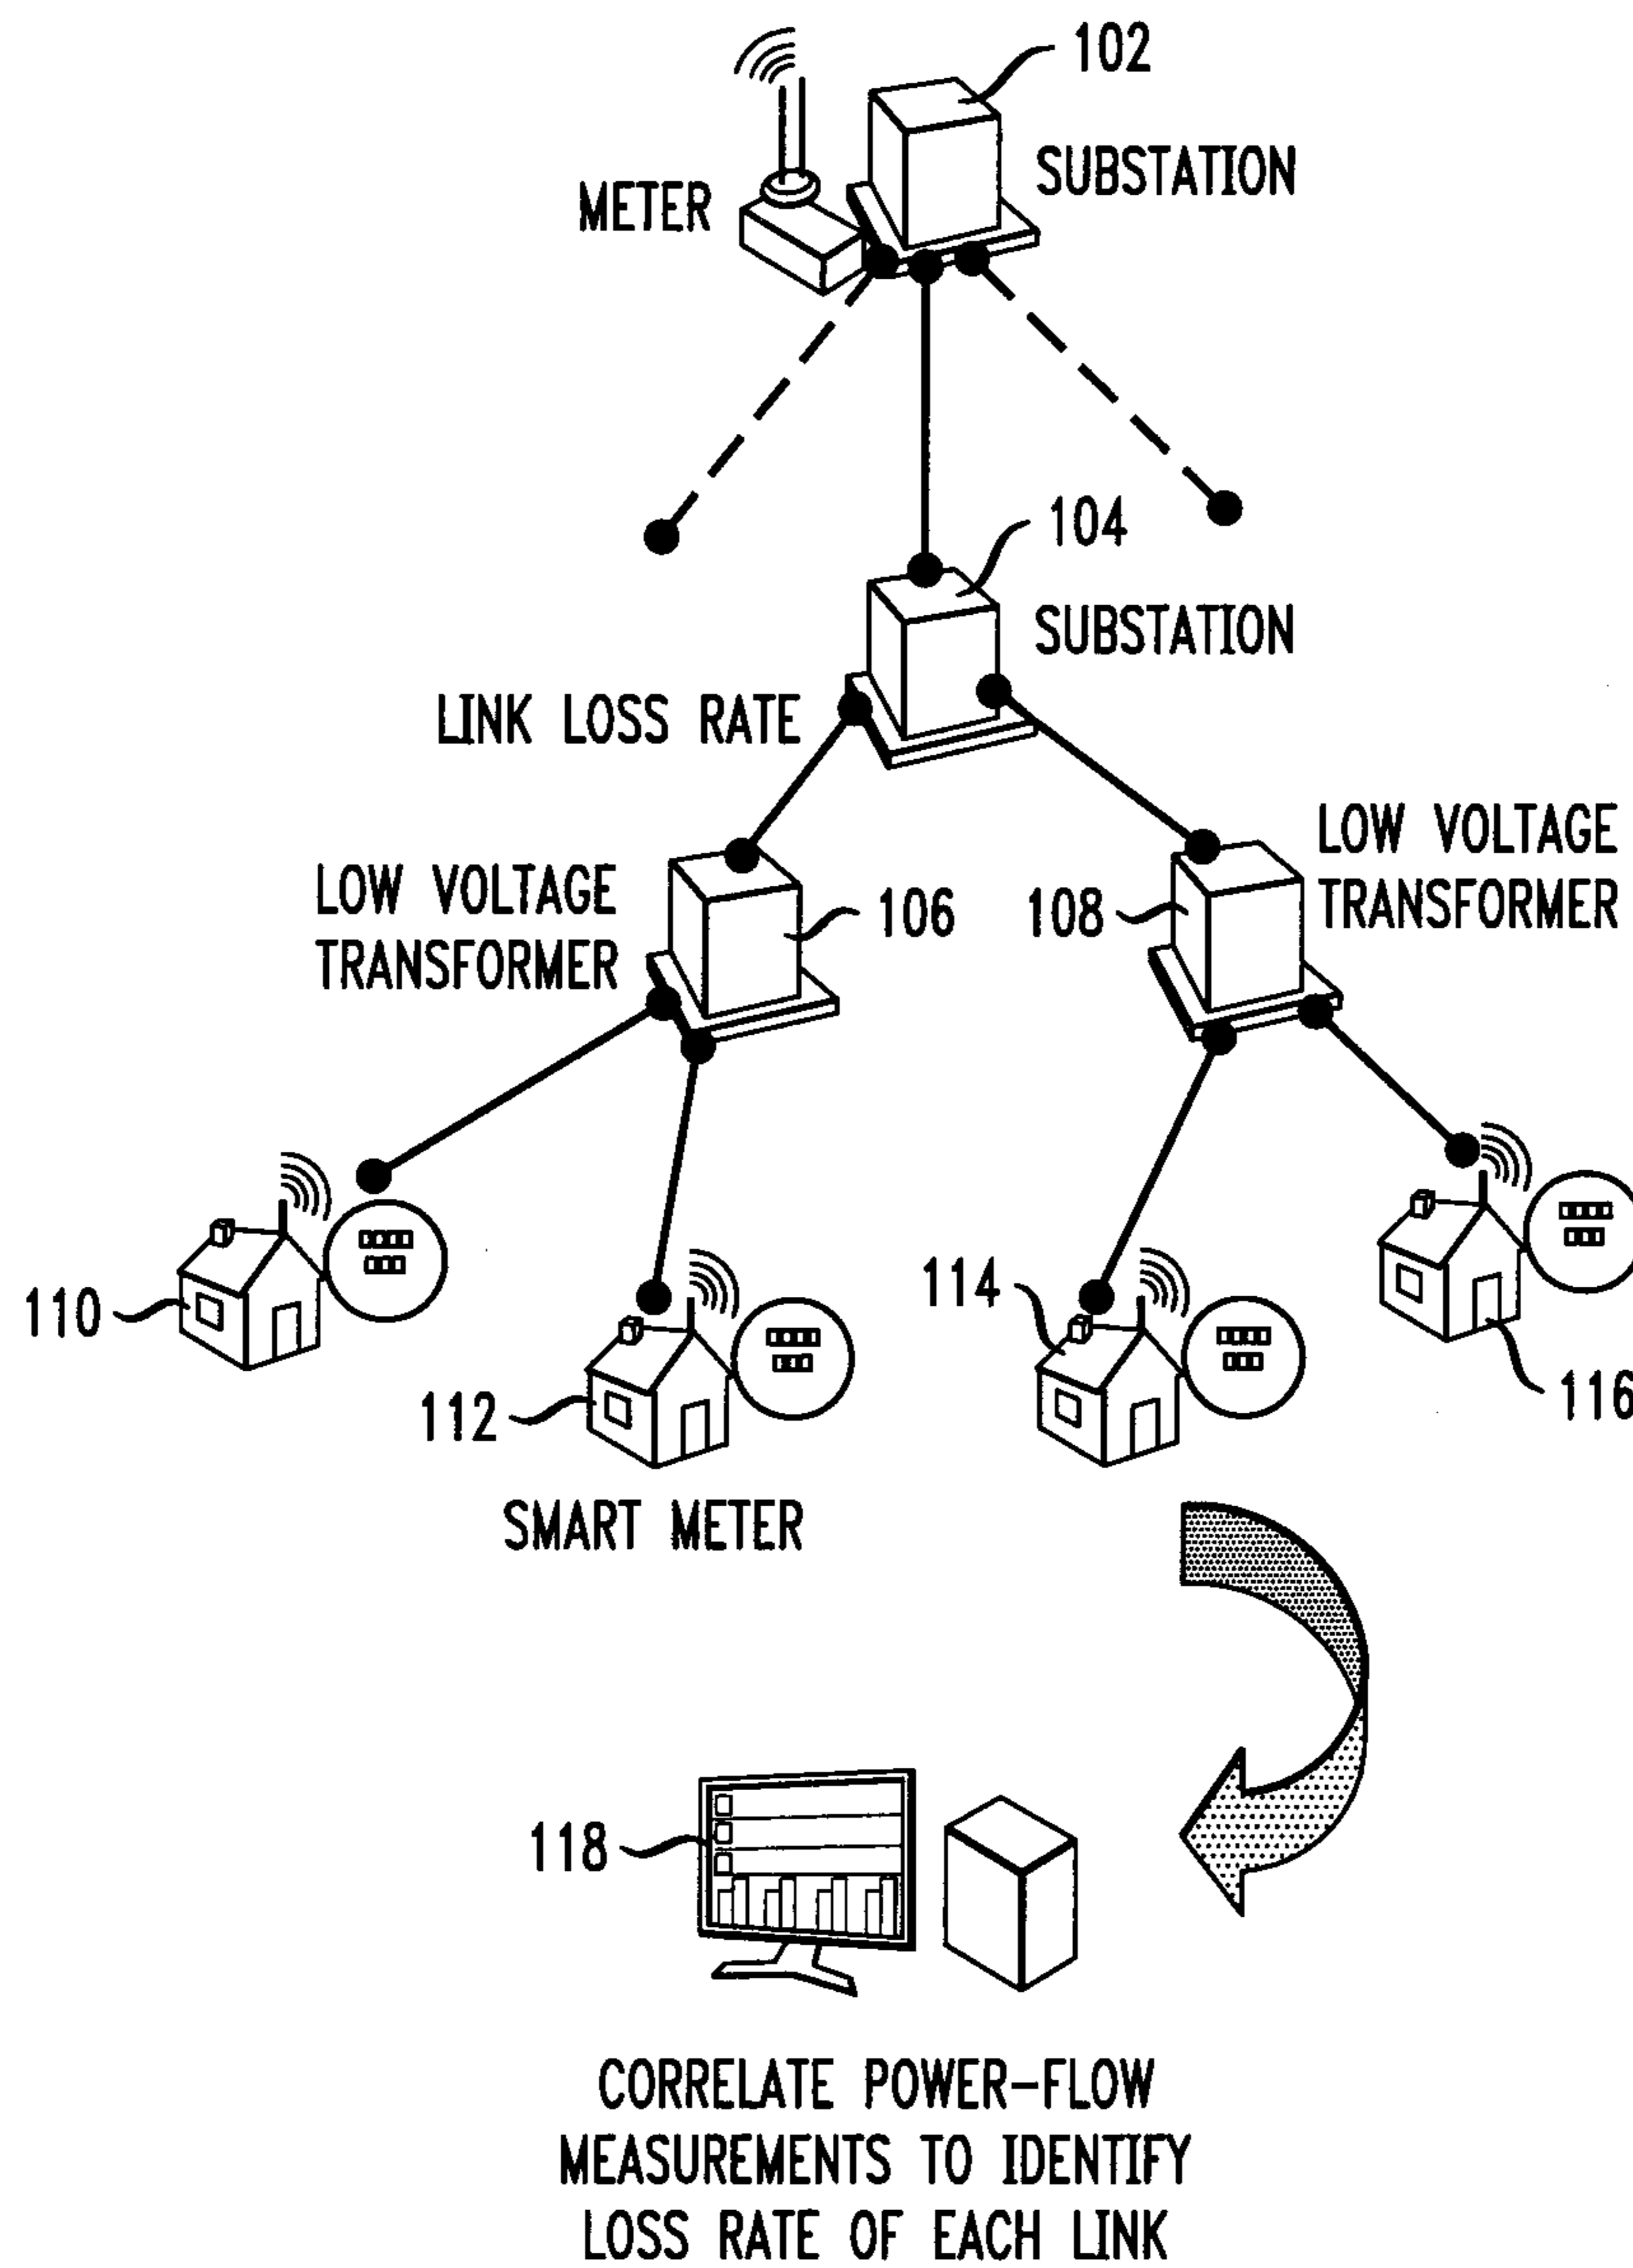 102
SUBSTATION
METER
104
SUBSTATION
LINK LOSS RATE
LOW VOLTAGE
TRANSFORMER
LOW VOLTAGE
TRANSFORMER
106
108
110
112
114
116
SMART METER
118
CORRELATE POWER-FLOW
MEASUREMENTS TO IDENTIFY
LOSS RATE OF EACH LINK